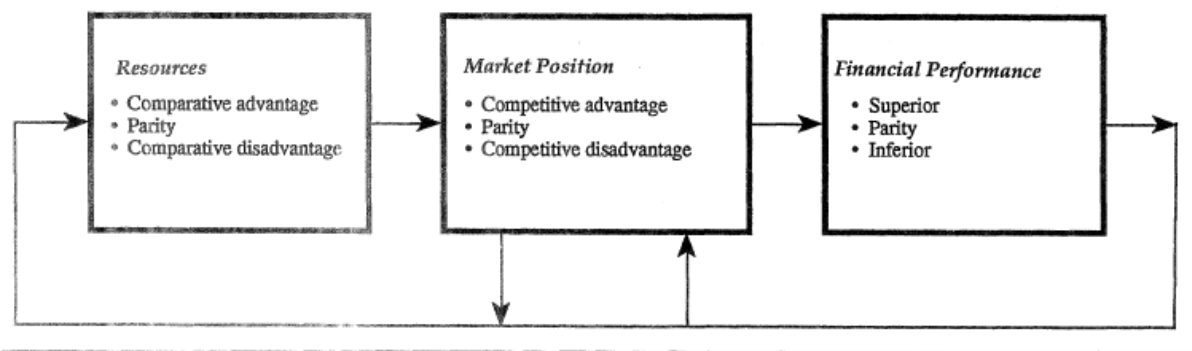 Resources
• Comparative advantage
• Parity
• Comparative disadvantage
Market Position
• Competitive advantage
• Parity
• Competitive disadvantage
Financial Performance
• Superior
• Parity
• Inferior